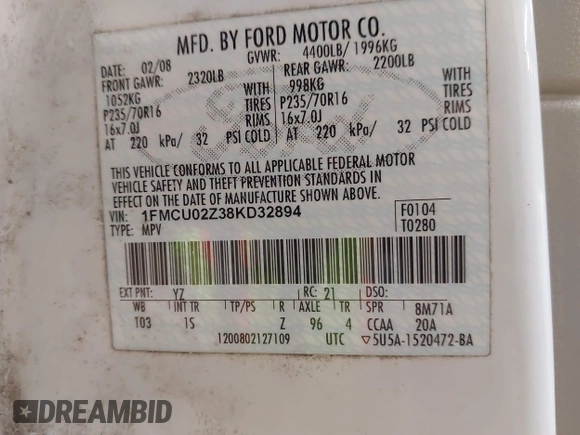 MFD. BY FORD MOTOR CO.
DATE: 02/08 GVWR: 4400LB/ 1996KG
FRONT GAWR: 2320LB REAR GAWR: 2200LB
1052KG WITH 998KG WITH
P235/70R16 TIRES P235/70R16 TIRES
16x7.0J RIMS 16x7.0J RIMS
AT 220 kPa/ 32 PSI COLD AT 220 kPa/ 32 PSI COLD
THIS VEHICLE CONFORMS TO ALL APPLICABLE FEDERAL MOTOR
VEHICLE SAFETY AND THEFT PREVENTION STANDARDS IN
EFFECT ON THE DATE OF MANUFACTURE SHOWN ABOVE.
VIN: 1FMCU02Z38KD32894 F0104
TYPE: MPV T0280
EXT PNT: YZ RC: 21 DSO:
WB INT TR TP/PS R AXLE TR SPR 8M71A
T03 1S Z 96 4 CCAA 20A
1200802127109 UTC ▽5U5A-1520472-BA
DREAMBID